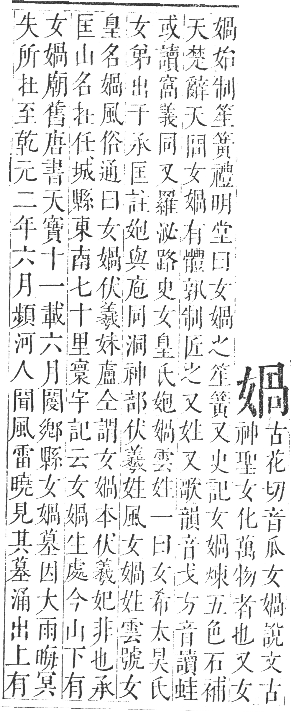 媧古花切音瓜女媧說文古
神聖女化萬物者也又女
媧始制笙簧禮明堂曰女媧之笙簧又史記女媧煉五色石補
天楚辭天問女媧有體孰制匠之又姓又歌韻音戈方音讀蛙
或讀窩義同又羅泌路史女皇氏㚿媧雲姓一曰女希太昊氏
女弟出于承匡註㚿與庖同洞神部伏羲姓風女媧姓雲號女
皇名媧風俗通曰女媧伏羲妹盧仝謂女媧本伏羲妃非也承
匡山名在任城縣東南七十里寰宇記云女媧生處今山下有
女媧廟舊唐書天寶十一載六月閿鄉縣女媧墓因大雨晦冥
失所在至乾元二年六月頻河人聞風雷曉見其墓涌出上有